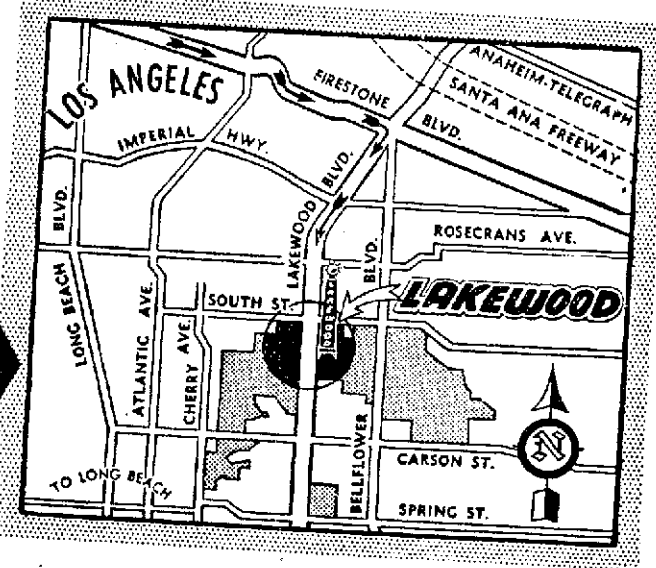 LOS ANGELES
FIRESTONE BLVD.
ANAHEIM-TELEGRAPH
SANTA ANA FREEWAY
IMPERIAL HWY.
LAKEWOOD BLVD.
ROSECRANS AVE.
LONG BEACH BLVD.
ATLANTIC AVE.
CHERRY AVE.
SOUTH ST.
LAKEWOOD
BELLFLOWER BLVD.
CARSON ST.
N
TO LONG BEACH
SPRING ST.